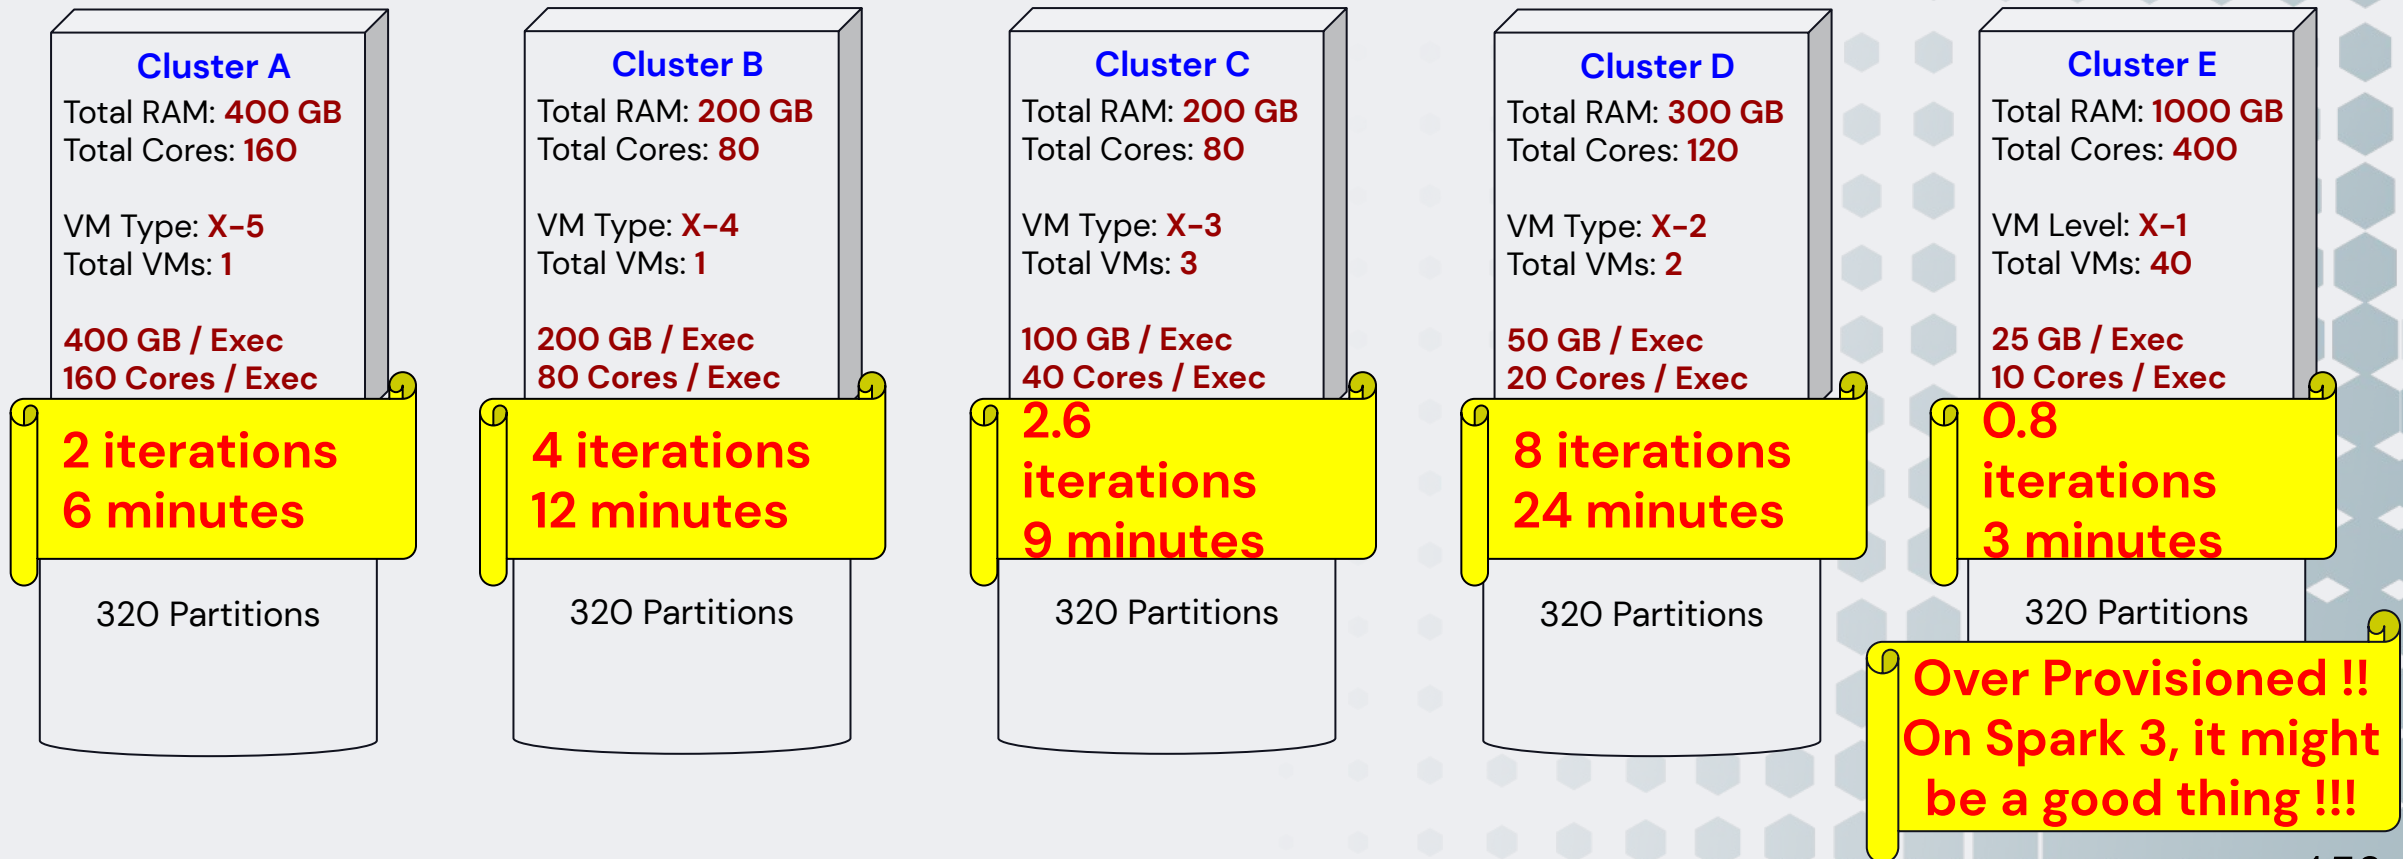 Cluster A
Total RAM: 400 GB
Total Cores: 160
VM Type: X-5
Total VMs: 1
400 GB / Exec
160 Cores / Exec
2 iterations
6 minutes
320 Partitions
Cluster B
Total RAM: 200 GB
Total Cores: 80
VM Type: X-4
Total VMs: 1
200 GB / Exec
80 Cores / Exec
4 iterations
12 minutes
320 Partitions
Cluster C
Total RAM: 200 GB
Total Cores: 80
VM Type: X-3
Total VMs: 3
100 GB / Exec
40 Cores / Exec
2.6
iterations
9 minutes
320 Partitions
Cluster D
Total RAM: 300 GB
Total Cores: 120
VM Type: X-2
Total VMs: 2
50 GB / Exec
20 Cores / Exec
8 iterations
24 minutes
320 Partitions
Cluster E
Total RAM: 1000 GB
Total Cores: 400
VM Level: X-1
Total VMs: 40
25 GB / Exec
10 Cores / Exec
0.8
iterations
3 minutes
320 Partitions
Over Provisioned !!
On Spark 3, it might
be a good thing !!!